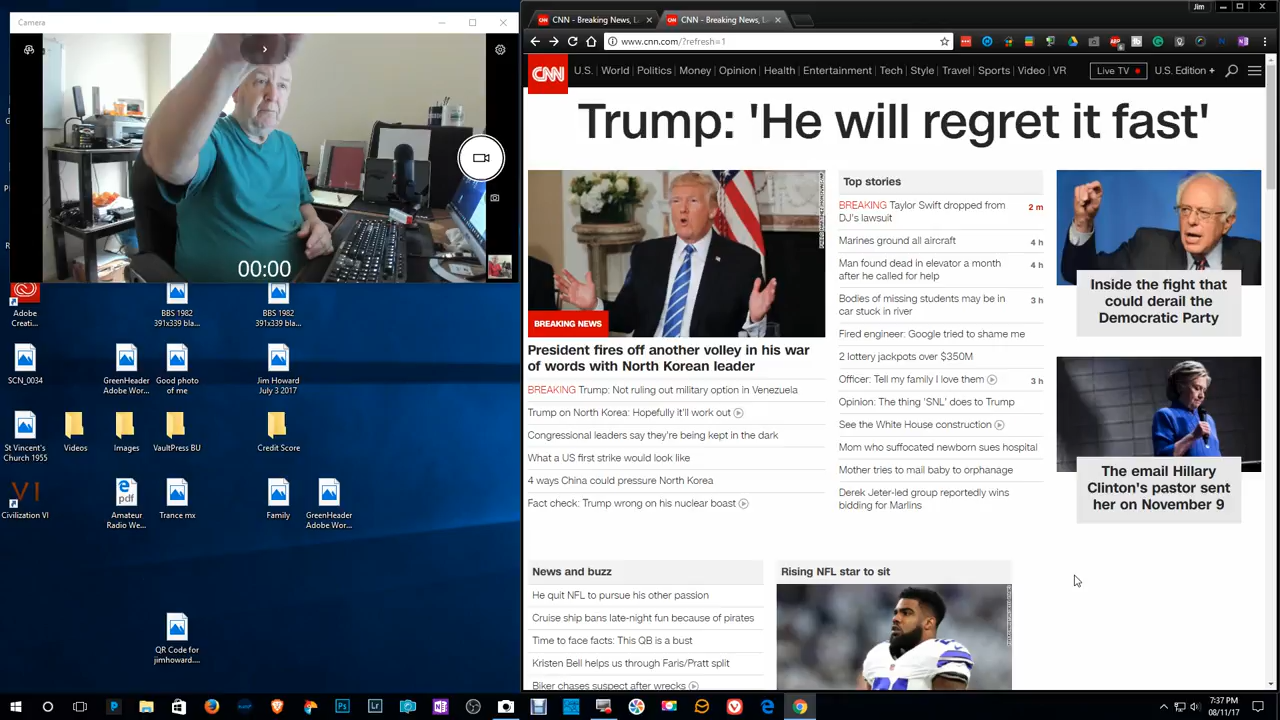 Camera
00:00
Adobe
Creati...
BBS 1982
391x339 bla...
BBS 1982
391x339 bla...
SCN_0034
GreenHeader
Adobe Wor...
Good photo
of me
Jim Howard
July 3 2017
St Vincent's
Church 1955
Videos
Images
VaultPress BU
Credit Score
VI
Civilization VI
pdf
Amateur
Radio We...
Trance mx
Family
GreenHeader
Adobe Wor...
QR Code for
jimhoward....
Jim
CNN - Breaking News, L
CNN - Breaking News, L
www.cnn.com/?refresh=1
CNN
U.S. World Politics Money Opinion Health Entertainment Tech Style Travel Sports Video VR
Live TV
U.S. Edition +
Trump: 'He will regret it fast'
BREAKING NEWS
President fires off another volley in his war
of words with North Korean leader
BREAKING Trump: Not ruling out military option in Venezuela
Trump on North Korea: Hopefully it'll work out
Congressional leaders say they're being kept in the dark
What a US first strike would look like
4 ways China could pressure North Korea
Fact check: Trump wrong on his nuclear boast
Top stories
BREAKING Taylor Swift dropped from 2 m
DJ's lawsuit
Marines ground all aircraft 4 h
Man found dead in elevator a month 4 h
after he called for help
Bodies of missing students may be in 3 h
car stuck in river
Fired engineer: Google tried to shame me
2 lottery jackpots over $350M
Officer: Tell my family I love them 3 h
Opinion: The thing 'SNL' does to Trump
See the White House construction
Mom who suffocated newborn sues hospital
Mother tries to mail baby to orphanage
Derek Jeter-led group reportedly wins
bidding for Marlins
Inside the fight that
could derail the
Democratic Party
The email Hillary
Clinton's pastor sent
her on November 9
News and buzz
He quit NFL to pursue his other passion
Cruise ship bans late-night fun because of pirates
Time to face facts: This QB is a bust
Kristen Bell helps us through Faris/Pratt split
Biker chases suspect after wrecks
Rising NFL star to sit
7:37 PM
08/11/17